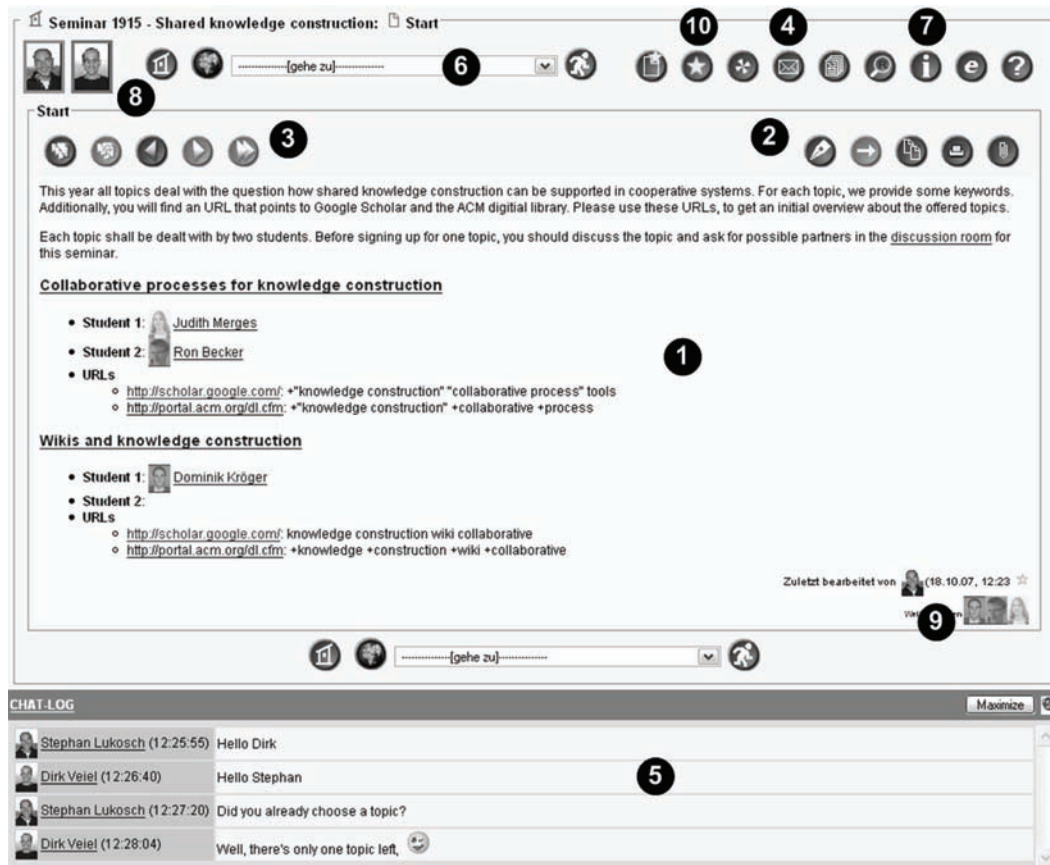 Seminar 1915 - Shared knowledge construction: Start
10 4 7
---------------[gehe zu]--------------- 6
i e ?
8
Start
3 2
This year all topics deal with the question how shared knowledge construction can be supported in cooperative systems. For each topic, we provide some keywords.
Additionally, you will find an URL that points to Google Scholar and the ACM digitial library. Please use these URLs, to get an initial overview about the offered topics.
Each topic shall be dealt with by two students. Before signing up for one topic, you should discuss the topic and ask for possible partners in the discussion room for
this seminar.
Collaborative processes for knowledge construction
• Student 1: Judith Merges
1
• Student 2: Ron Becker
• URLs
http://scholar.google.com/: +"knowledge construction" "collaborative process" tools
http://portal.acm.org/dl.cfm: +"knowledge construction" +collaborative +process
Wikis and knowledge construction
• Student 1: Dominik Kröger
• Student 2:
• URLs
http://scholar.google.com/: knowledge construction wiki collaborative
http://portal.acm.org/dl.cfm: +knowledge +construction +wiki +collaborative
Zuletzt bearbeitet von (18.10.07, 12:23
9
---------------[gehe zu]---------------
CHAT-LOG Maximize
Stephan Lukosch (12:25:55) Hello Dirk
Dirk Veiel (12:26:40) Hello Stephan 5
Stephan Lukosch (12:27:20) Did you already choose a topic?
Dirk Veiel (12:28:04) Well, there's only one topic left,